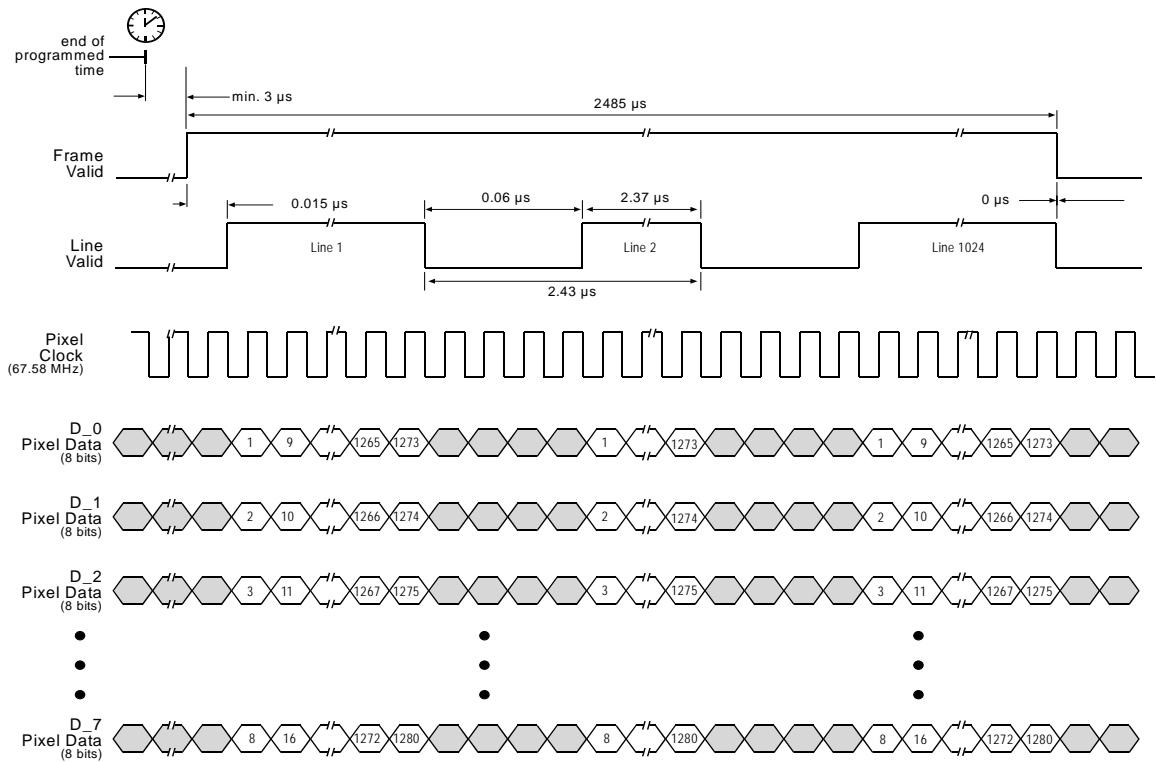 end of
programmed
time
min. 3 µs
2485 µs
Frame
Valid
0.015 µs
0.06 µs
2.37 µs
0 µs
Line
Valid
Line 1
Line 2
Line 1024
2.43 µs
Pixel
Clock
(67.58 MHz)
D_0
Pixel Data
(8 bits)
1 9 1265 1273 1 1273 1 9 1265 1273
D_1
Pixel Data
(8 bits)
2 10 1266 1274 2 1274 2 10 1266 1274
D_2
Pixel Data
(8 bits)
3 11 1267 1275 3 1275 3 11 1267 1275
D_7
Pixel Data
(8 bits)
8 16 1272 1280 8 1280 8 16 1272 1280